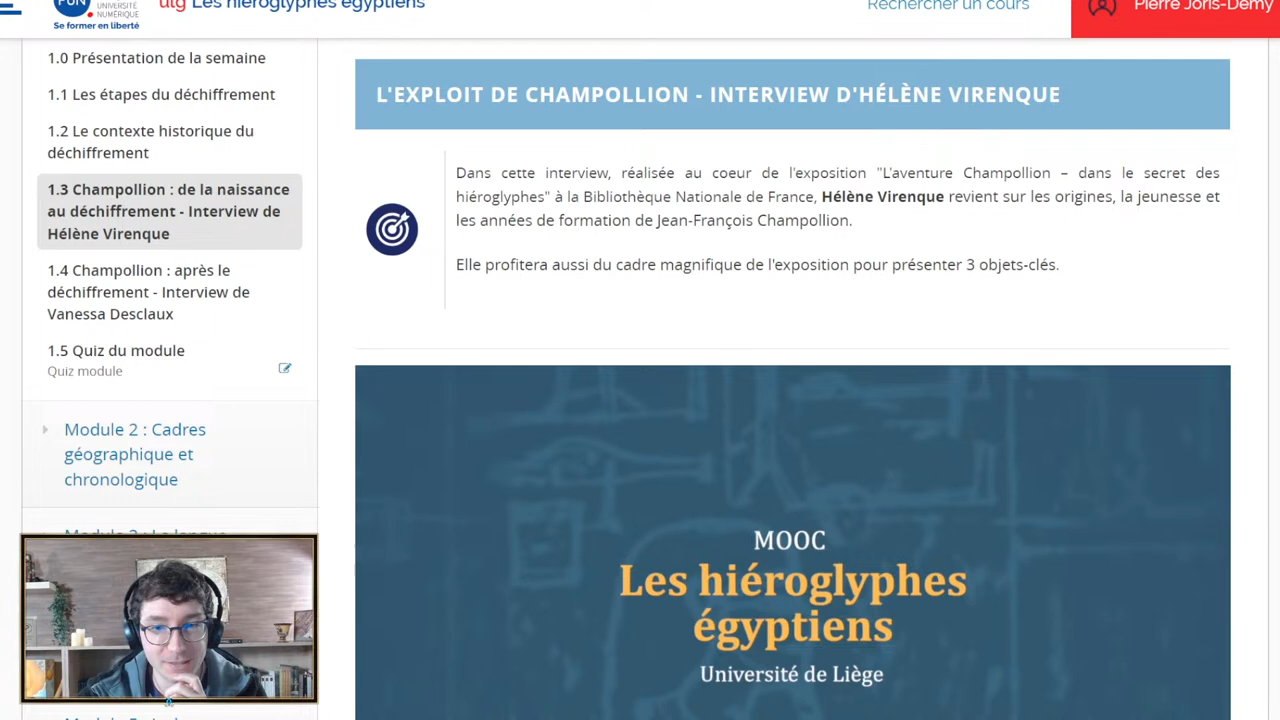 UNIVERSITÉ
NUMÉRIQUE
Se former en liberté
ulg Les hiéroglyphes égyptiens
Rechercher un cours
Pierre Joris-Demy
1.0 Présentation de la semaine
1.1 Les étapes du déchiffrement
1.2 Le contexte historique du
déchiffrement
1.3 Champollion : de la naissance
au déchiffrement - Interview de
Hélène Virenque
1.4 Champollion : après le
déchiffrement - Interview de
Vanessa Desclaux
1.5 Quiz du module
Quiz module
Module 2 : Cadres
géographique et
chronologique
L'EXPLOIT DE CHAMPOLLION - INTERVIEW D'HÉLÈNE VIRENQUE
Dans cette interview, réalisée au coeur de l'exposition "L'aventure Champollion – dans le secret des
hiéroglyphes" à la Bibliothèque Nationale de France, Hélène Virenque revient sur les origines, la jeunesse et
les années de formation de Jean-François Champollion.
Elle profitera aussi du cadre magnifique de l'exposition pour présenter 3 objets-clés.
MOOC
Les hiéroglyphes
égyptiens
Université de Liège